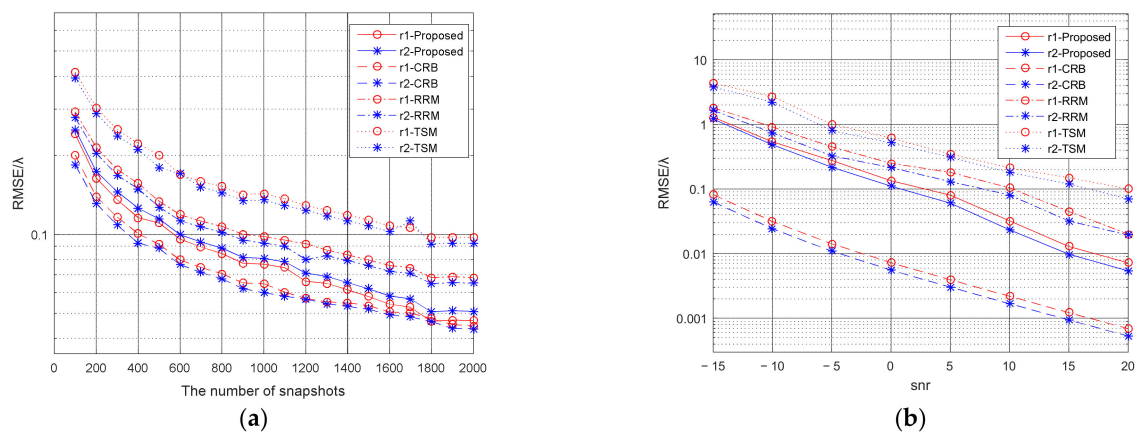 r1-Proposed
r2-Proposed
r1-CRB
r2-CRB
r1-RRM
r2-RRM
r1-TSM
r2-TSM
RMSE/λ
0.1
0 200 400 600 800 1000 1200 1400 1600 1800 2000
The number of snapshots
(a)
r1-Proposed
r2-Proposed
r1-CRB
r2-CRB
r1-RRM
r2-RRM
r1-TSM
r2-TSM
RMSE/λ
10
1
0.1
0.01
0.001
− 15 − 10 − 5 0 5 10 15 20
snr
(b)